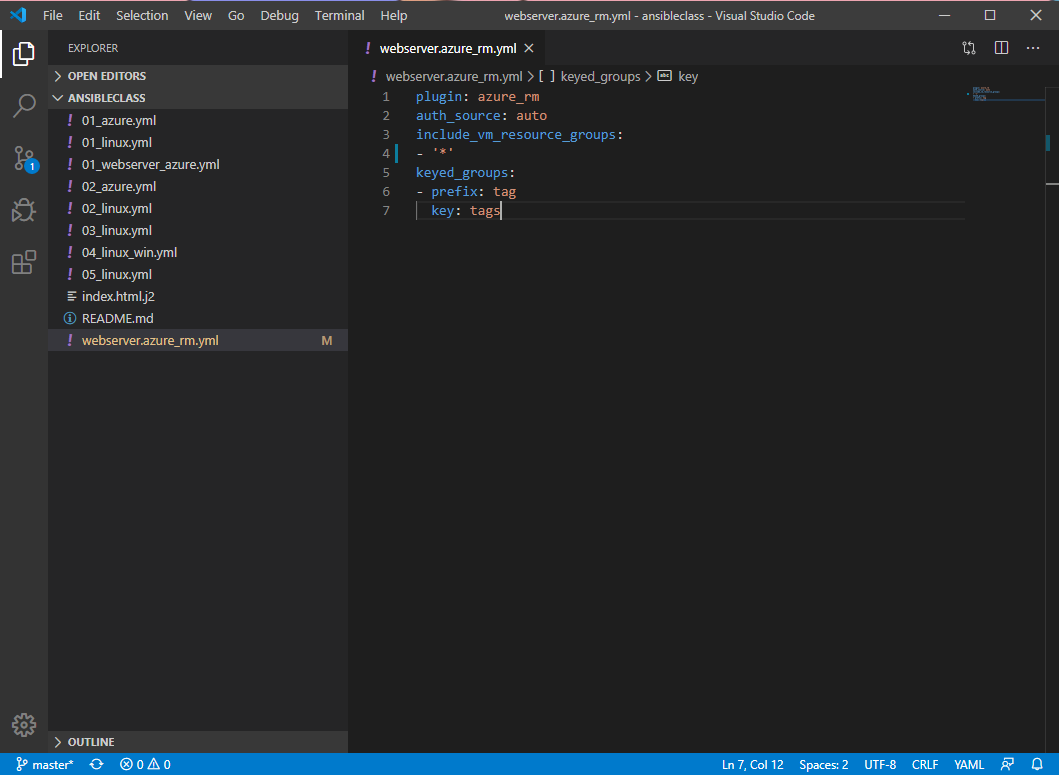 File Edit Selection View Go Debug Terminal Help webserver.azure_rm.yml - ansibleclass - Visual Studio Code
EXPLORER
OPEN EDITORS
ANSIBLECLASS
! 01_azure.yml
! 01_linux.yml
! 01_webserver_azure.yml
! 02_azure.yml
! 02_linux.yml
! 03_linux.yml
! 04_linux_win.yml
! 05_linux.yml
index.html.j2
README.md
! webserver.azure_rm.yml M
1
OUTLINE
! webserver.azure_rm.yml
! webserver.azure_rm.yml > [ ] keyed_groups > abc key
1 plugin: azure_rm
2 auth_source: auto
3 include_vm_resource_groups:
4 - '*'
5 keyed_groups:
6 - prefix: tag
7 key: tags
master* 0 0 Ln 7, Col 12 Spaces: 2 UTF-8 CRLF YAML